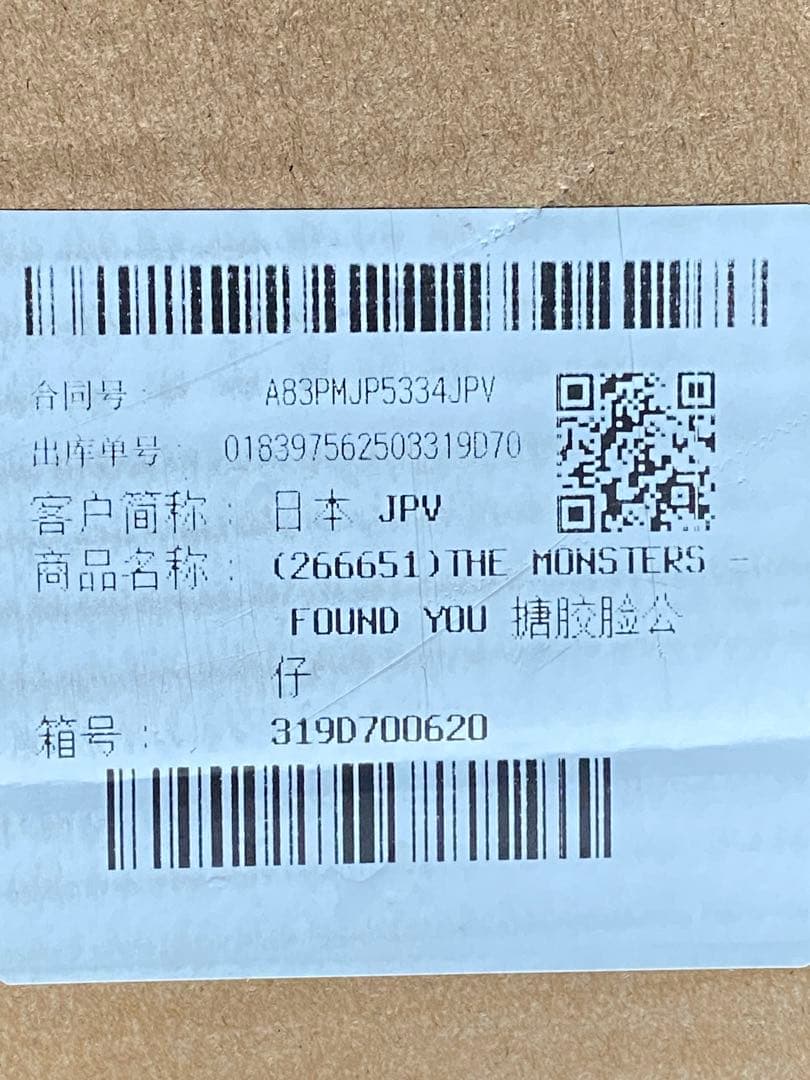 合同号: A83PMJP5334JPV
出库单号: 018397562503319D70
客户简称: 日本 JPV
商品名称: (266651)THE MONSTERS -
FOUND YOU 搪胶脸公
仔
箱号: 319D700620